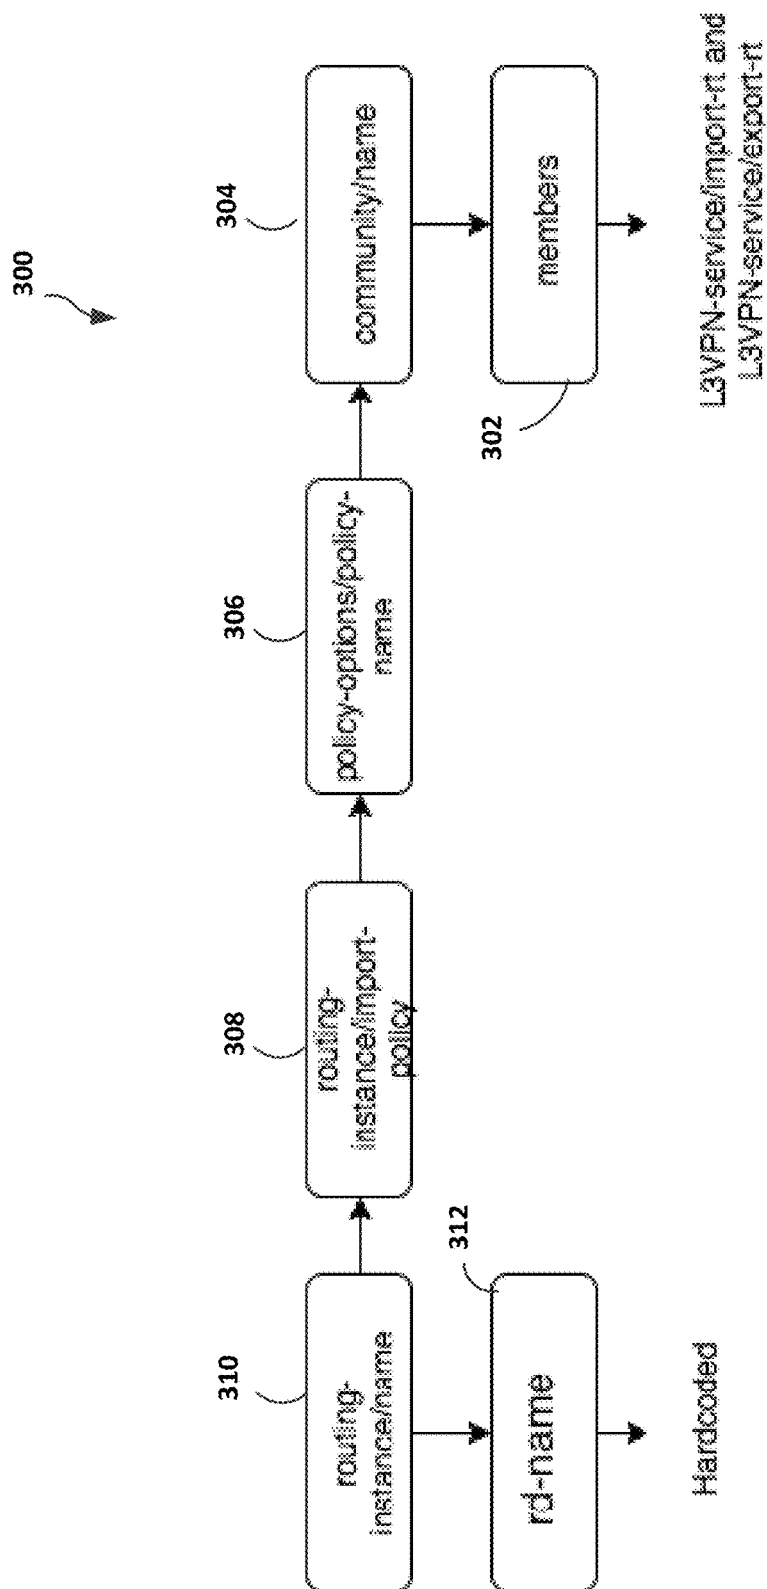 300
310
routing-
instance/name
308
routing-
instance/import-
policy
306
policy-options/policy-
name
304
community/name
312
rd-name
302
members
Hardcoded
L3VPN-service/import-rt and
L3VPN-service/export-rt